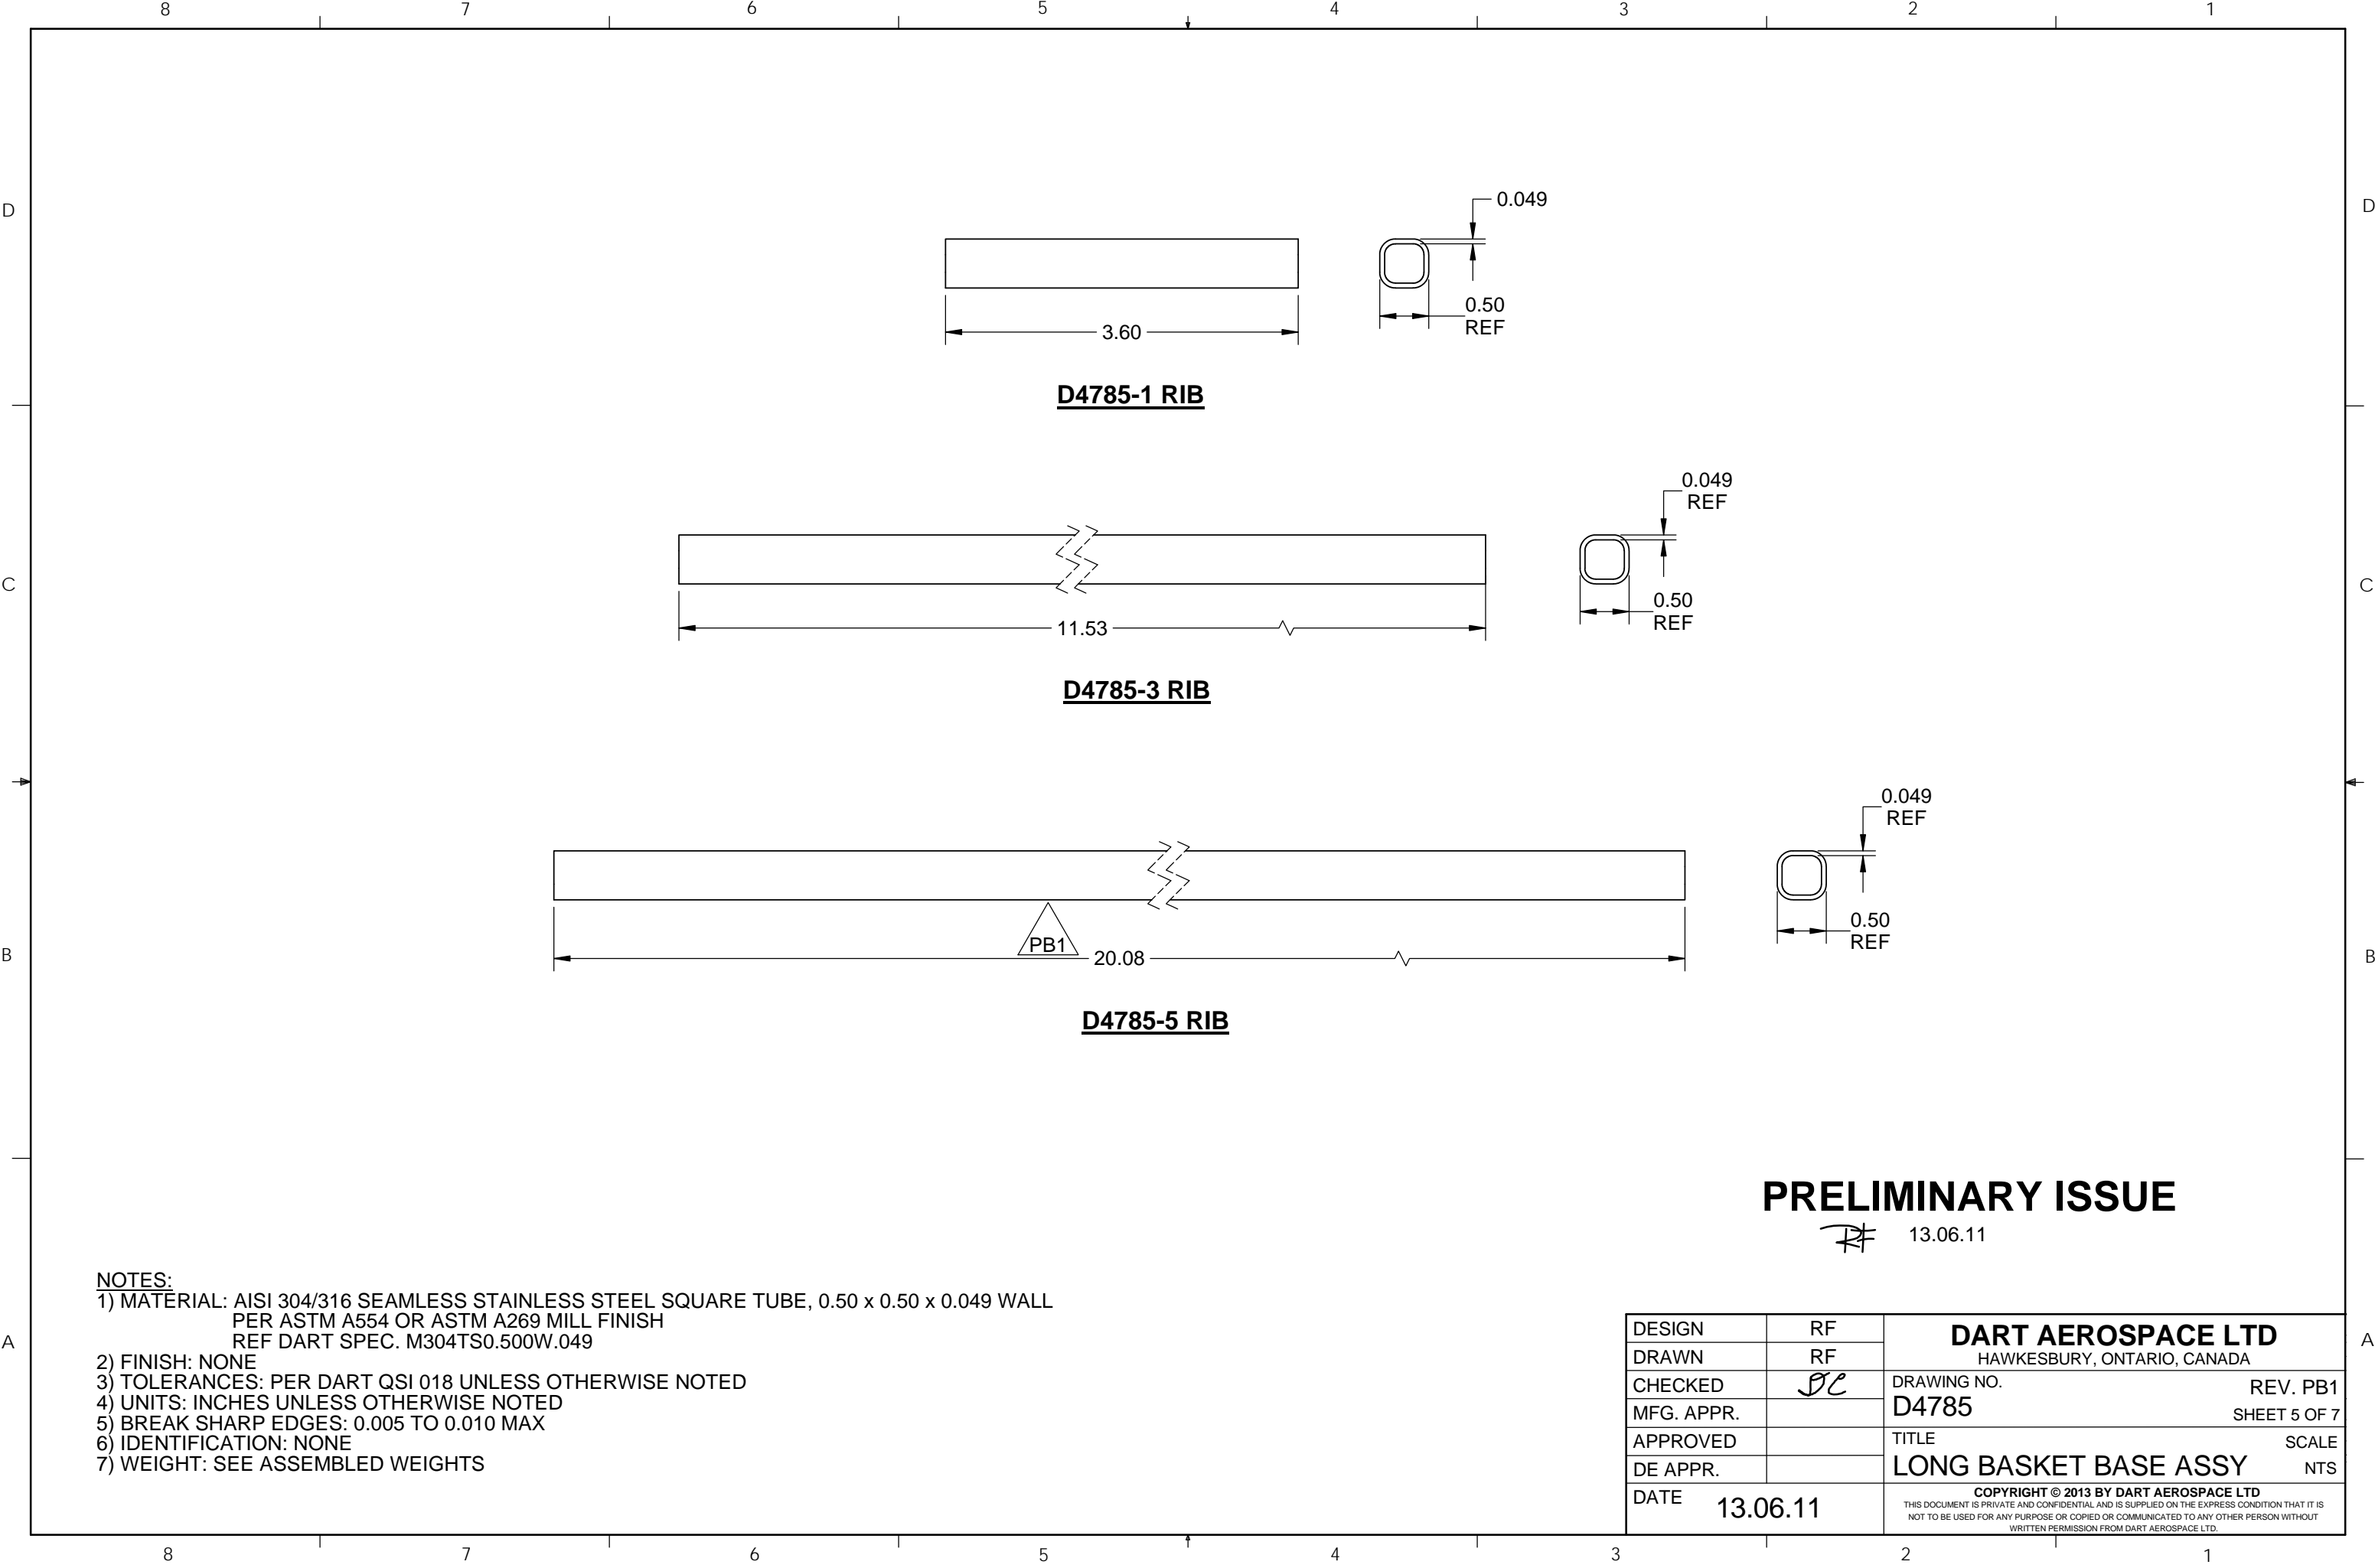 8 7 6 5 4 3 2 1
D D
0.049
0.50
REF
3.60
D4785-1 RIB
0.049
REF
C C
0.50
REF
11.53
D4785-3 RIB
0.049
REF
0.50
REF
PB1
20.08
B B
D4785-5 RIB
PRELIMINARY ISSUE
RF 13.06.11
NOTES:
1) MATERIAL: AISI 304/316 SEAMLESS STAINLESS STEEL SQUARE TUBE, 0.50 x 0.50 x 0.049 WALL
PER ASTM A554 OR ASTM A269 MILL FINISH
REF DART SPEC. M304TS0.500W.049
2) FINISH: NONE
3) TOLERANCES: PER DART QSI 018 UNLESS OTHERWISE NOTED
4) UNITS: INCHES UNLESS OTHERWISE NOTED
5) BREAK SHARP EDGES: 0.005 TO 0.010 MAX
6) IDENTIFICATION: NONE
7) WEIGHT: SEE ASSEMBLED WEIGHTS
A A
DESIGN RF
DRAWN RF
CHECKED
MFG. APPR.
APPROVED
DE APPR.
DATE 13.06.11
DART AEROSPACE LTD
HAWKESBURY, ONTARIO, CANADA
DRAWING NO. REV. PB1
D4785 SHEET 5 OF 7
TITLE SCALE
LONG BASKET BASE ASSY NTS
COPYRIGHT © 2013 BY DART AEROSPACE LTD
THIS DOCUMENT IS PRIVATE AND CONFIDENTIAL AND IS SUPPLIED ON THE EXPRESS CONDITION THAT IT IS
NOT TO BE USED FOR ANY PURPOSE OR COPIED OR COMMUNICATED TO ANY OTHER PERSON WITHOUT
WRITTEN PERMISSION FROM DART AEROSPACE LTD.
8 7 6 5 4 3 2 1